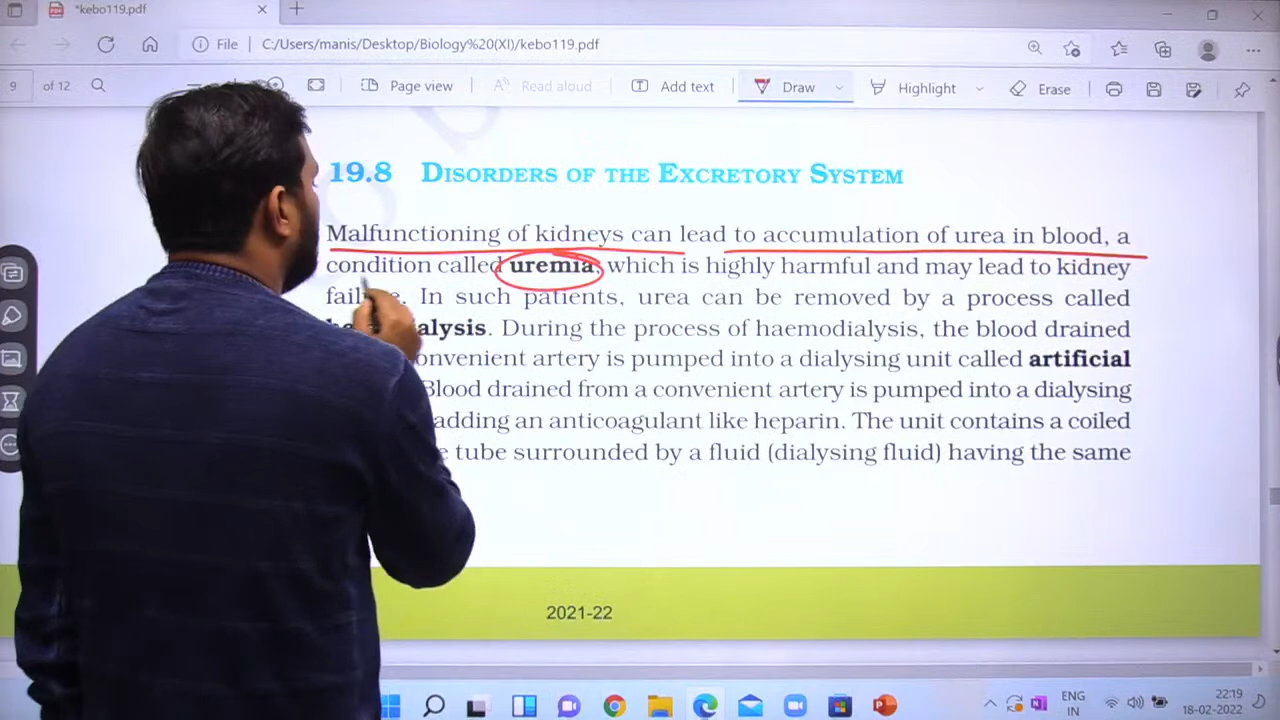 *kebo119.pdf
File C:/Users/manis/Desktop/Biology%20(XI)/kebo119.pdf
9 of 12 Page view Read aloud Add text Draw Highlight Erase
19.8 DISORDERS OF THE EXCRETORY SYSTEM
Malfunctioning of kidneys can lead to accumulation of urea in blood, a
condition called uremia, which is highly harmful and may lead to kidney
In such patients, urea can be removed by a process called
During the process of haemodialysis, the blood drained
convenient artery is pumped into a dialysing unit called artificial
Blood drained from a convenient artery is pumped into a dialysing
adding an anticoagulant like heparin. The unit contains a coiled
tube surrounded by a fluid (dialysing fluid) having the same
2021-22
ENG
IN
22:19
18-02-2022